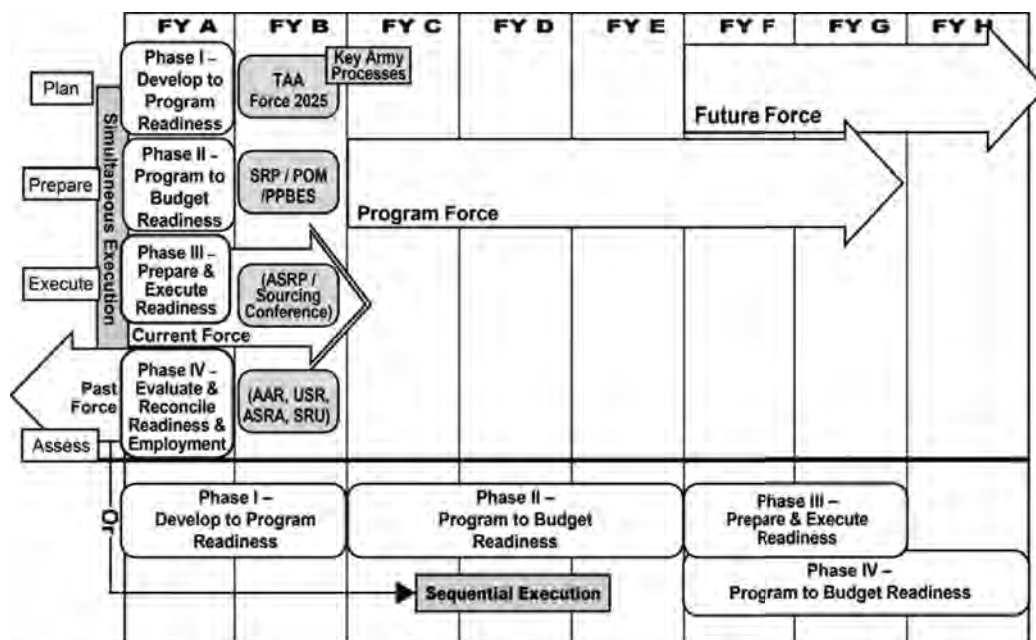 FY A FY B FY C FY D FY E FY F FY G FY H
Plan
Phase I –
Develop to
Program
Readiness
TAA
Force 2025
Key Army
Processes
Future Force
Simultaneous Execution
Prepare
Phase II –
Program to
Budget
Readiness
SRP / POM
/PPBES
Program Force
Execute
Phase III –
Prepare &
Execute
Readiness
(ASRP /
Sourcing
Conference)
Current Force
Past
Force
Phase IV –
Evaluate &
Reconcile
Readiness &
Employment
(AAR, USR,
ASRA, SRU)
Assess
Or
Phase I –
Develop to Program
Readiness
Phase II –
Program to Budget
Readiness
Phase III –
Prepare & Execute
Readiness
Sequential Execution
Phase IV –
Program to Budget Readiness